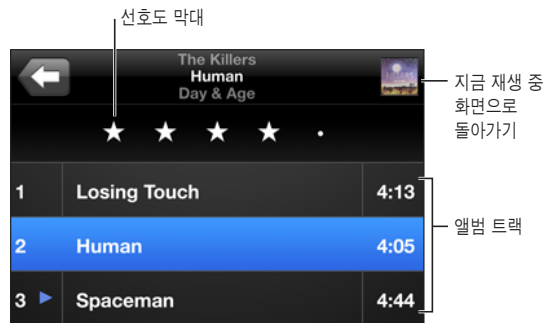 선호도 막대
The Killers
Human
Day & Age
지금 재생 중
화면으로
돌아가기
1 Losing Touch 4:13
2 Human 4:05
3 Spaceman 4:44
앨범 트랙